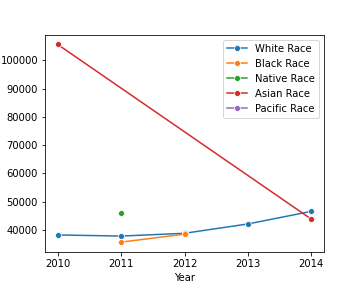 White Race
Black Race
Native Race
Asian Race
Pacific Race
100000
90000
80000
70000
60000
50000
40000
2010 2011 2012 2013 2014
Year